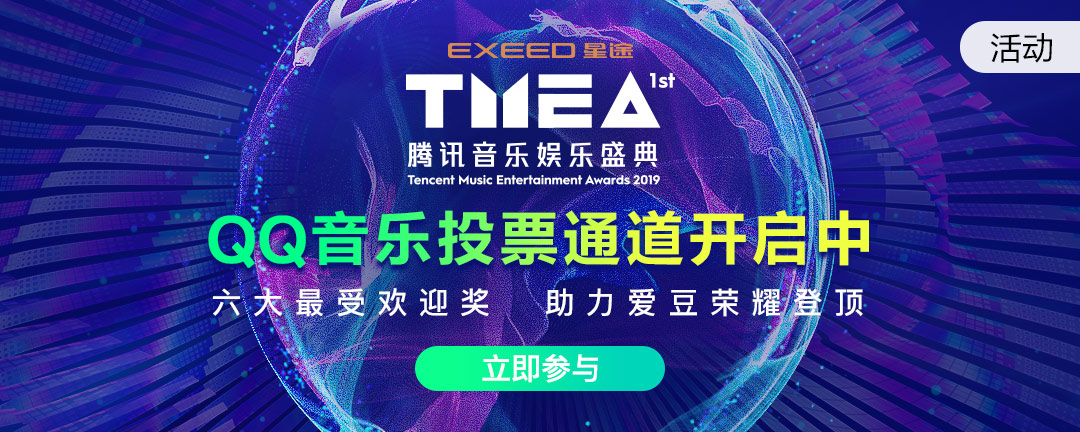 EXEED 星途
活动
TMEA 1st
腾讯音乐娱乐盛典
Tencent Music Entertainment Awards 2019
QQ音乐投票通道开启中
六大最受欢迎奖 助力爱豆荣耀登顶
立即参与